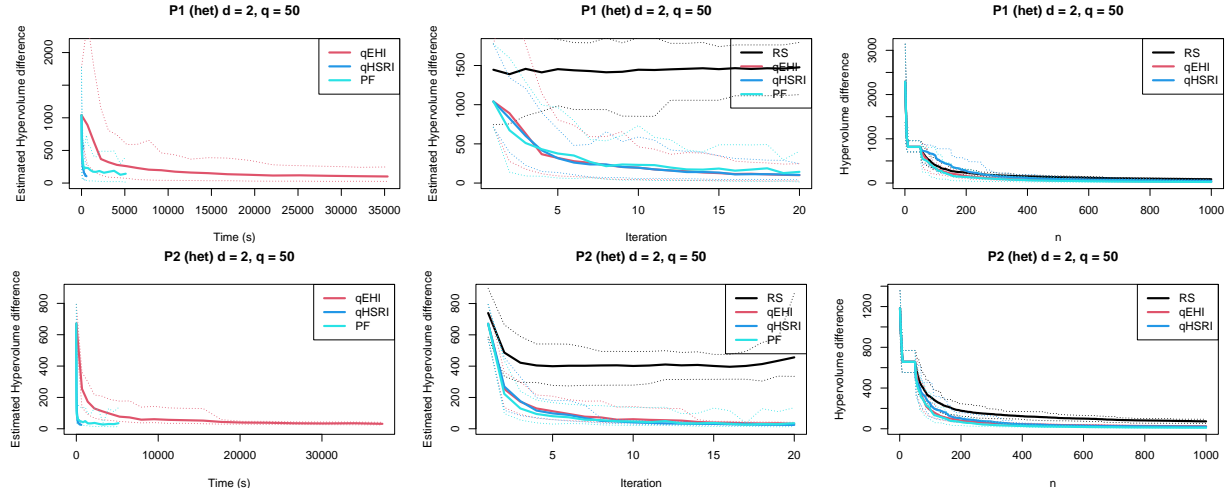 P1 (het) d = 2, q = 50
Estimated Hypervolume difference
0 500 1000 1500 2000
0 5000 10000 15000 20000 25000 30000 35000
Time (s)
qEHI
qHSRI
PF
P1 (het) d = 2, q = 50
Estimated Hypervolume difference
0 500 1000 1500
5 10 15 20
Iteration
RS
qEHI
qHSRI
PF
P1 (het) d = 2, q = 50
Hypervolume difference
0 1000 2000 3000
0 200 400 600 800 1000
n
RS
qEHI
qHSRI
P2 (het) d = 2, q = 50
Estimated Hypervolume difference
0 200 400 600 800
0 10000 20000 30000
Time (s)
qEHI
qHSRI
PF
P2 (het) d = 2, q = 50
Estimated Hypervolume difference
0 200 400 600 800
5 10 15 20
Iteration
RS
qEHI
qHSRI
PF
P2 (het) d = 2, q = 50
Hypervolume difference
0 400 800 1200
0 200 400 600 800 1000
n
RS
qEHI
qHSRI